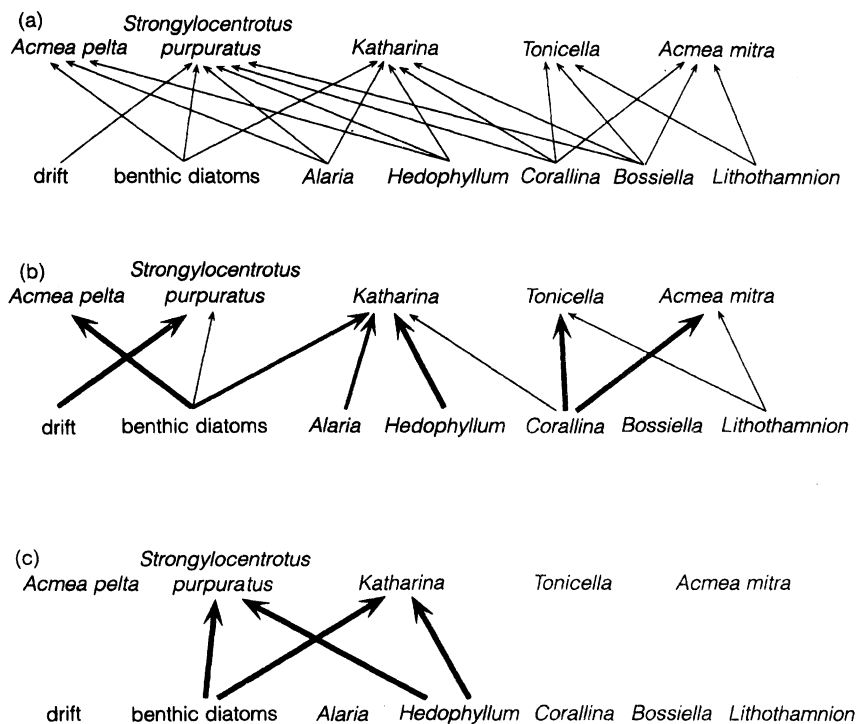 (a)
Strongylocentrotus
Acmea pelta purpuratus Katharina Tonicella Acmea mitra
drift benthic diatoms Alaria Hedophyllum Corallina Bossiella Lithothamnion
(b)
Strongylocentrotus
Acmea pelta purpuratus Katharina Tonicella Acmea mitra
drift benthic diatoms Alaria Hedophyllum Corallina Bossiella Lithothamnion
(c)
Strongylocentrotus
Acmea pelta purpuratus Katharina Tonicella Acmea mitra
drift benthic diatoms Alaria Hedophyllum Corallina Bossiella Lithothamnion